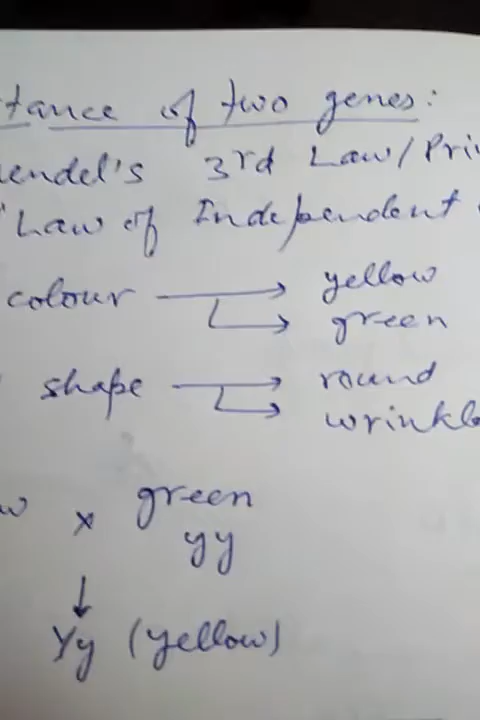 tance of two genes:
endel's 3rd Law/Pri
"Law of Independent
colour → yellow
→ green
shape → round
→ wrinkl
w × green
yy
↓
Yy (yellow)